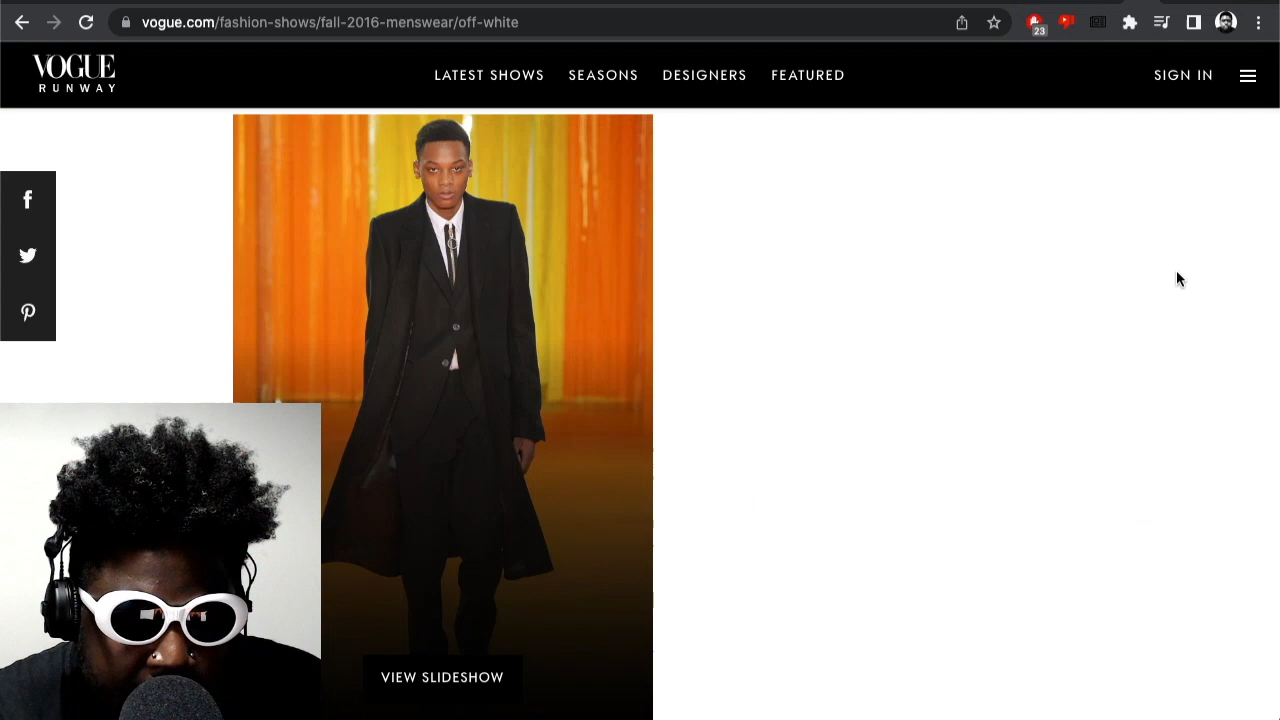 vogue.com/fashion-shows/fall-2016-menswear/off-white
23
VOGUE
RUNWAY
LATEST SHOWS SEASONS DESIGNERS FEATURED
SIGN IN
VIEW SLIDESHOW